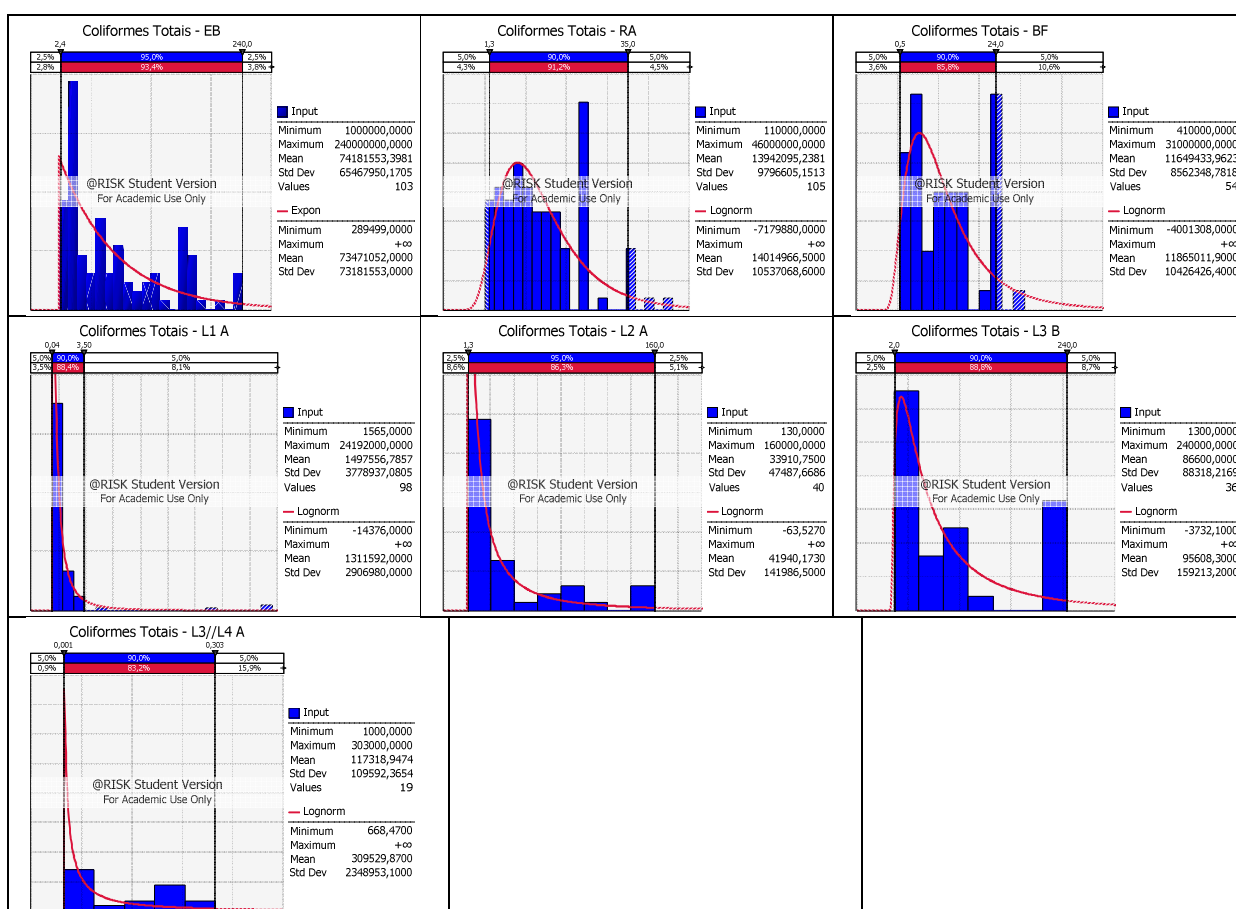 Coliformes Totais - EB
2,4 240,0
2,5% 95,0% 2,5%
2,8% 93,4% 3,8%
Input
Minimum 1000000,0000
Maximum 240000000,0000
Mean 74181553,3981
Std Dev 65467950,1705
Values 103
@RISK Student Version
For Academic Use Only
Expon
Minimum 289499,0000
Maximum +∞
Mean 73471052,0000
Std Dev 73181553,0000
Coliformes Totais - RA
1,3 35,0
5,0% 90,0% 5,0%
4,3% 91,2% 4,5%
Input
Minimum 110000,0000
Maximum 46000000,0000
Mean 13942095,2381
Std Dev 9796605,1513
Values 105
@RISK Student Version
For Academic Use Only
Lognorm
Minimum -7179880,0000
Maximum +∞
Mean 14014966,5000
Std Dev 10537068,6000
Coliformes Totais - BF
0,5 24,0
5,0% 90,0% 5,0%
3,6% 85,8% 10,6%
Input
Minimum 410000,0000
Maximum 31000000,0000
Mean 11649433,9623
Std Dev 8562348,7818
Values 54
@RISK Student Version
For Academic Use Only
Lognorm
Minimum -4001308,0000
Maximum +∞
Mean 11865011,9000
Std Dev 10426426,4000
Coliformes Totais - L1 A
0,04 3,50
5,0% 90,0% 5,0%
3,5% 88,4% 8,1%
Input
Minimum 1565,0000
Maximum 24192000,0000
Mean 1497556,7857
Std Dev 3778937,0805
Values 98
@RISK Student Version
For Academic Use Only
Lognorm
Minimum -14376,0000
Maximum +∞
Mean 1311592,0000
Std Dev 2906980,0000
Coliformes Totais - L2 A
1,3 160,0
2,5% 95,0% 2,5%
8,6% 86,3% 5,1%
Input
Minimum 130,0000
Maximum 160000,0000
Mean 33910,7500
Std Dev 47487,6686
Values 40
@RISK Student Version
For Academic Use Only
Lognorm
Minimum -63,5270
Maximum +∞
Mean 41940,1730
Std Dev 141986,5000
Coliformes Totais - L3 B
2,0 240,0
5,0% 90,0% 5,0%
2,5% 88,8% 8,7%
Input
Minimum 1300,0000
Maximum 240000,0000
Mean 86600,0000
Std Dev 88318,2169
Values 36
@RISK Student Version
For Academic Use Only
Lognorm
Minimum -3732,1000
Maximum +∞
Mean 95608,3000
Std Dev 159213,2000
Coliformes Totais - L3//L4 A
0,001 0,303
5,0% 90,0% 5,0%
0,9% 83,2% 15,9%
Input
Minimum 1000,0000
Maximum 303000,0000
Mean 117318,9474
Std Dev 109592,3654
Values 19
@RISK Student Version
For Academic Use Only
Lognorm
Minimum 668,4700
Maximum +∞
Mean 309529,8700
Std Dev 2348953,1000